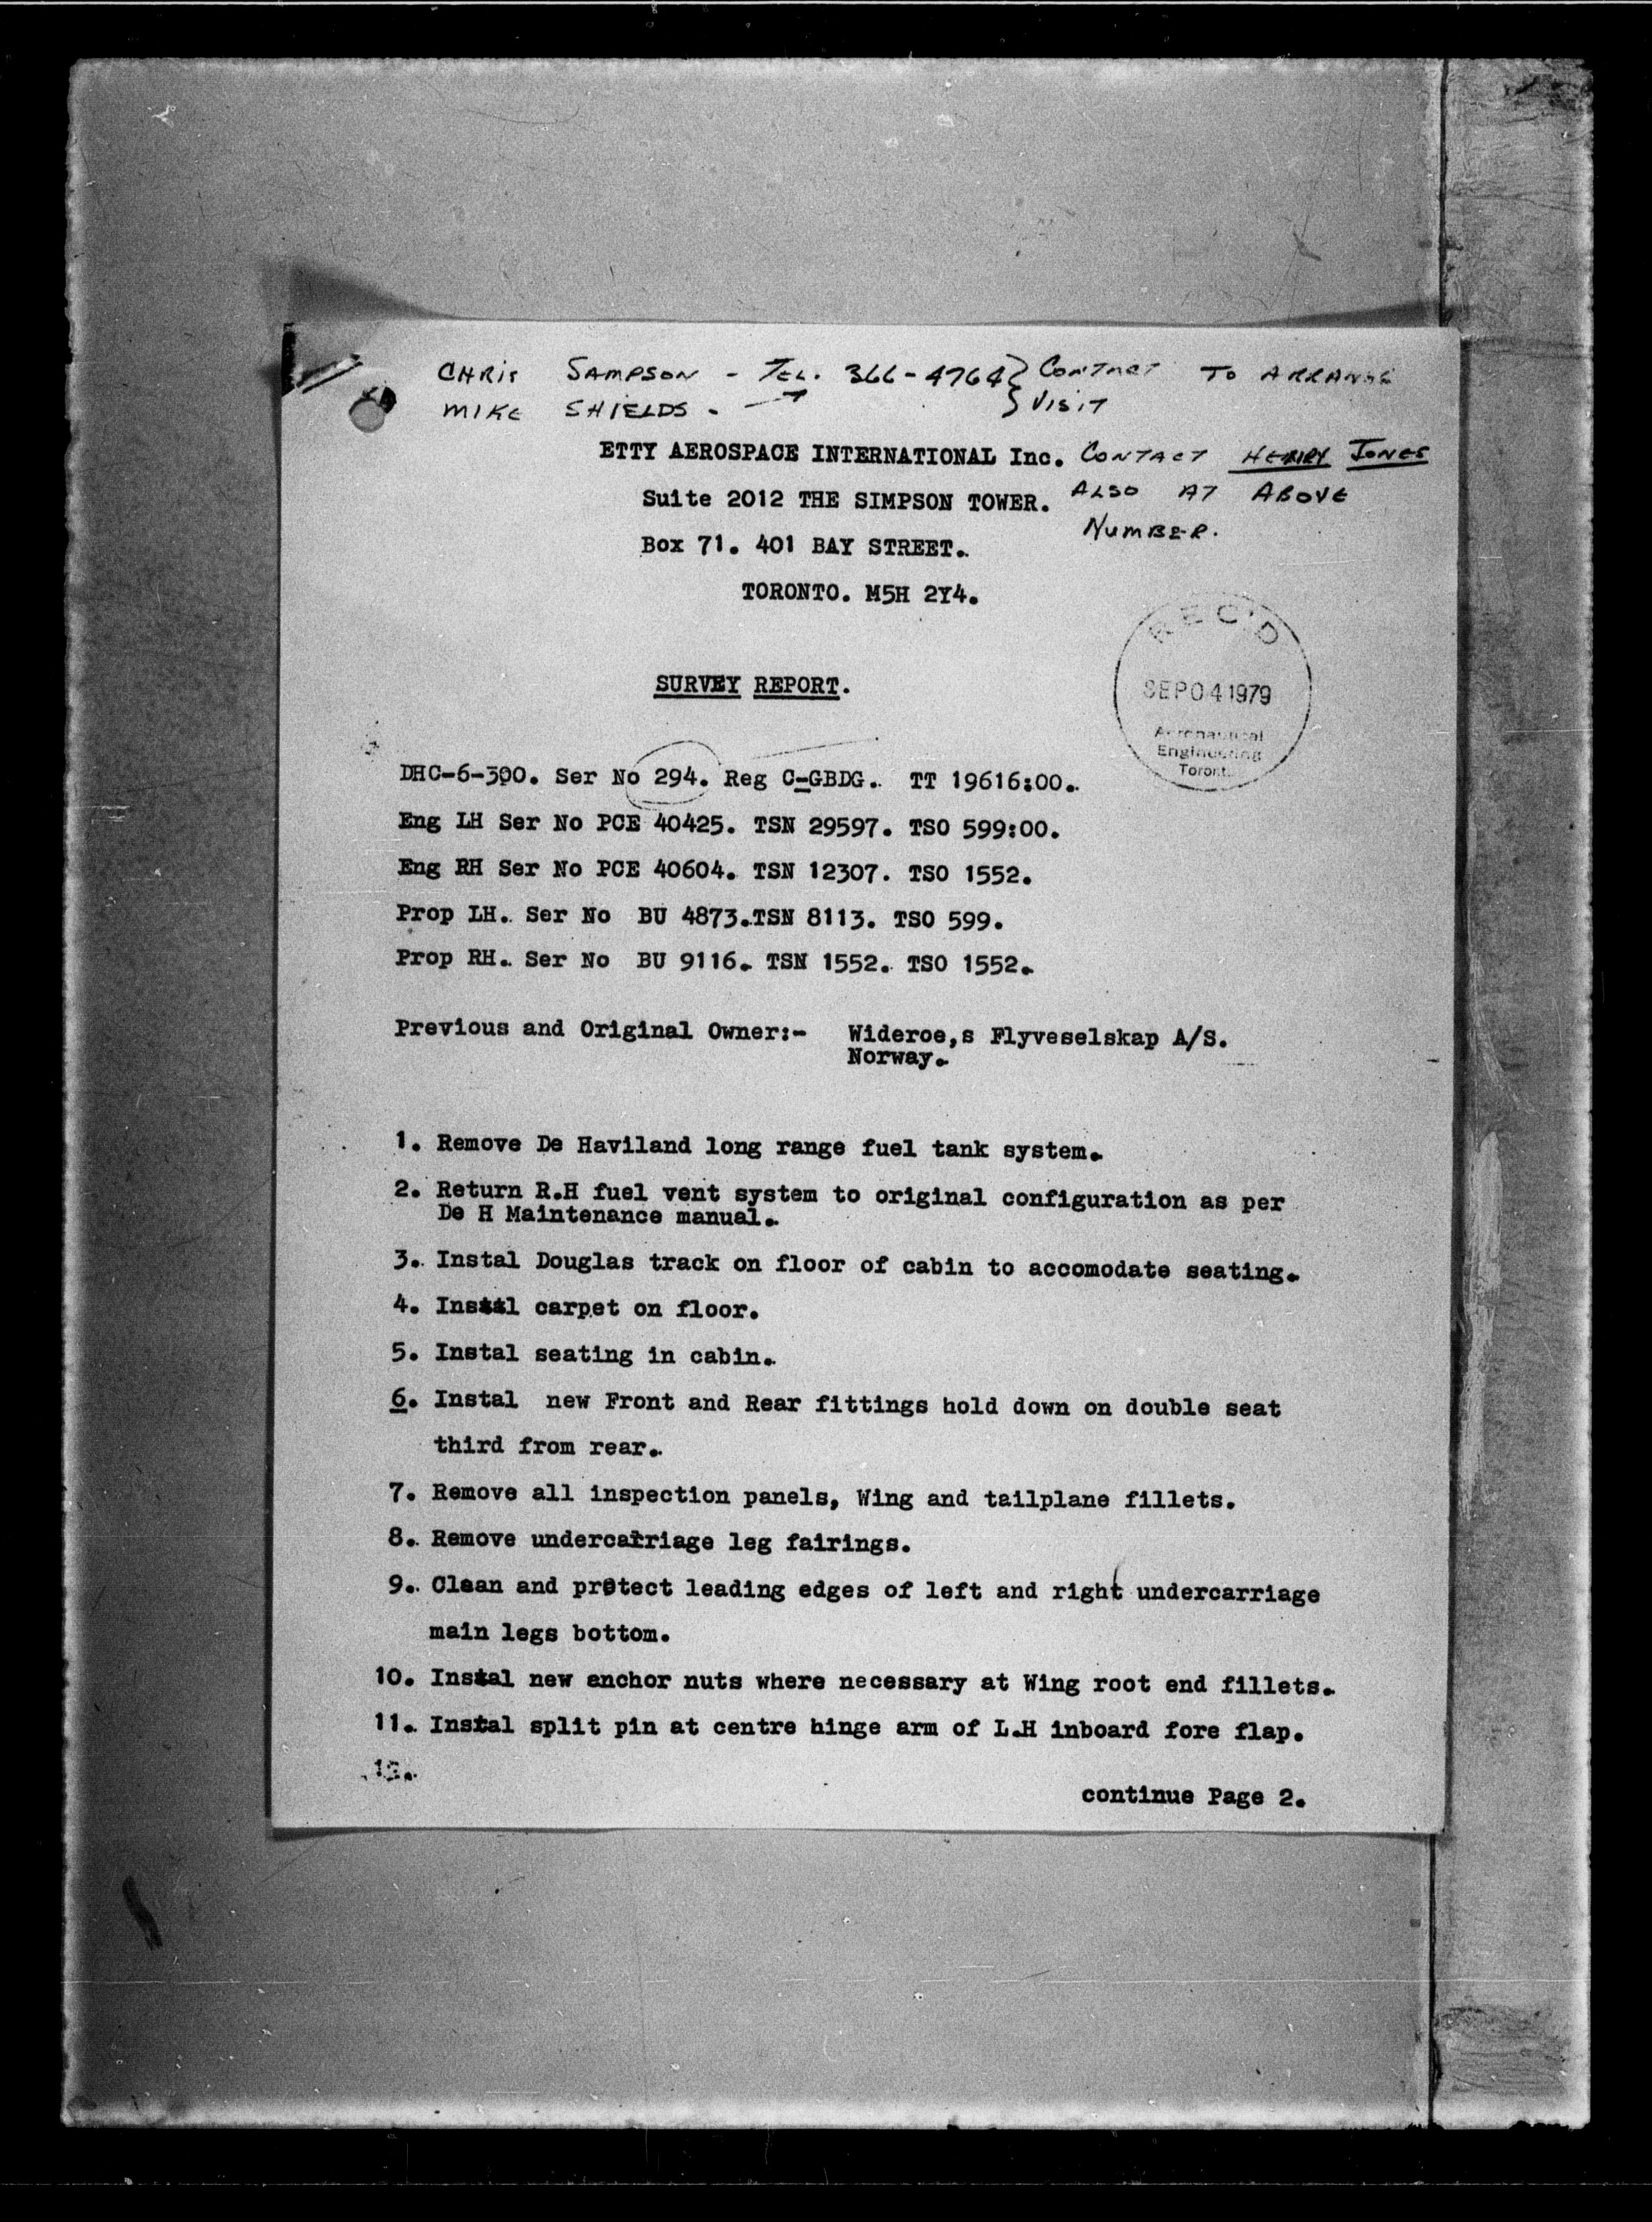 CHRIS SAMPSON - TEL. 366-4764 } CONTACT TO ARRANGE
MIKE SHIELDS - } VISIT
ETTY AEROSPACE INTERNATIONAL Inc. CONTACT HENRY JONES
Suite 2012 THE SIMPSON TOWER. ALSO AT ABOVE
NUMBER.
Box 71. 401 BAY STREET.
TORONTO. M5H 2Y4.
REC'D
SEP 04 1979
Aeronautical
Engineering
Toront
SURVEY REPORT.
DHC-6-300. Ser No 294. Reg C-GBDG. TT 19616:00.
Eng LH Ser No PCE 40425. TSN 29597. TSO 599:00.
Eng RH Ser No PCE 40604. TSN 12307. TSO 1552.
Prop LH. Ser No BU 4873.TSN 8113. TSO 599.
Prop RH. Ser No BU 9116. TSN 1552. TSO 1552.
Previous and Original Owner:- Wideroe,s Flyveselskap A/S.
Norway.
1. Remove De Haviland long range fuel tank system.
2. Return R.H fuel vent system to original configuration as per
De H Maintenance manual.
3. Instal Douglas track on floor of cabin to accomodate seating.
4. Instal carpet on floor.
5. Instal seating in cabin.
6. Instal new Front and Rear fittings hold down on double seat
third from rear.
7. Remove all inspection panels, Wing and tailplane fillets.
8. Remove undercarriage leg fairings.
9. Clean and protect leading edges of left and right undercarriage
main legs bottom.
10. Instal new anchor nuts where necessary at Wing root end fillets.
11. Instal split pin at centre hinge arm of L.H inboard fore flap.
continue Page 2.